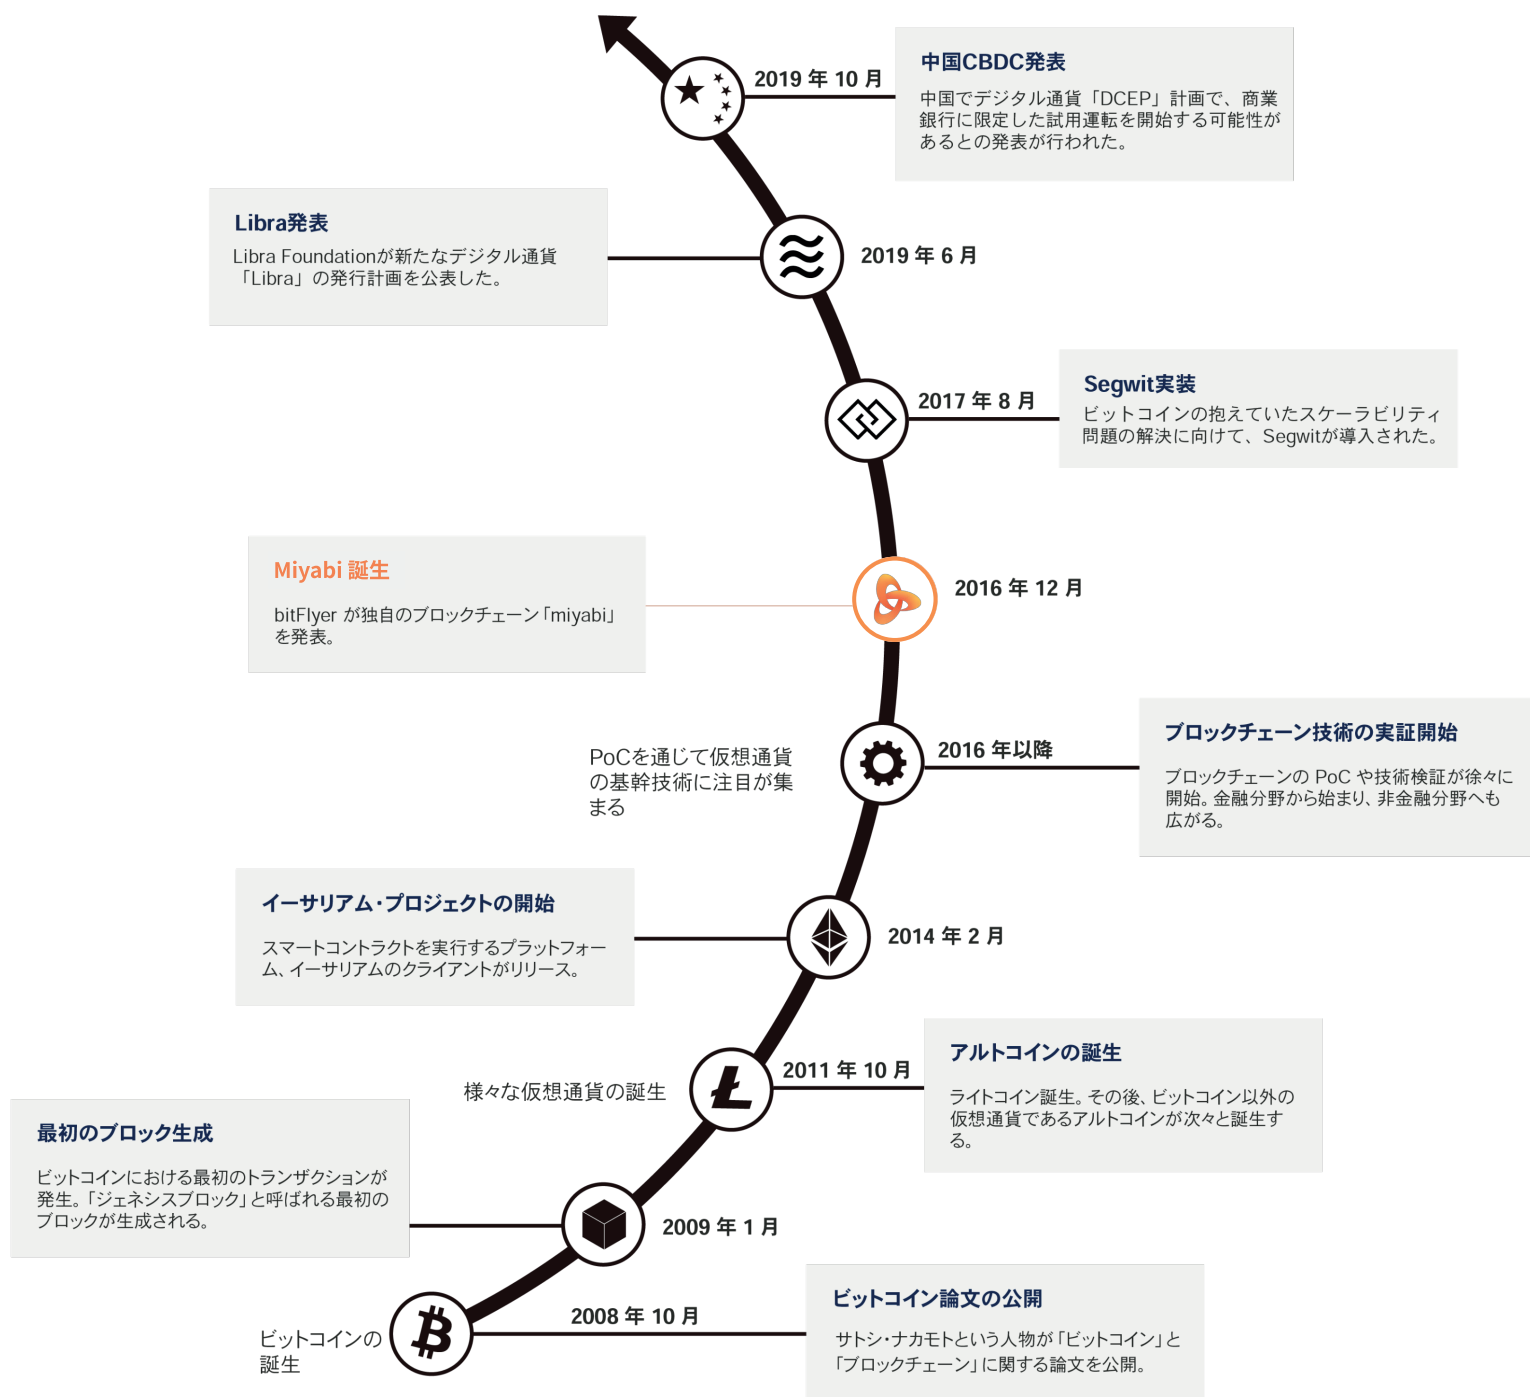 2019 年 10 月
中国CBDC発表
中国でデジタル通貨「DCEP」計画で、商業
銀行に限定した試用運転を開始する可能性が
あるとの発表が行われた。
Libra発表
Libra Foundationが新たなデジタル通貨
「Libra」の発行計画を公表した。
2019 年 6 月
2017 年 8 月
Segwit実装
ビットコインの抱えていたスケーラビリティ
問題の解決に向けて、Segwitが導入された。
Miyabi 誕生
bitFlyer が独自のブロックチェーン「miyabi」
を発表。
2016 年 12 月
PoCを通じて仮想通貨
の基幹技術に注目が集
まる
2016 年以降
ブロックチェーン技術の実証開始
ブロックチェーンの PoC や技術検証が徐々に
開始。金融分野から始まり、非金融分野へも
広がる。
イーサリアム・プロジェクトの開始
スマートコントラクトを実行するプラットフォー
ム、イーサリアムのクライアントがリリース。
2014 年 2 月
様々な仮想通貨の誕生
2011 年 10 月
アルトコインの誕生
ライトコイン誕生。その後、ビットコイン以外の
仮想通貨であるアルトコインが次々と誕生す
る。
最初のブロック生成
ビットコインにおける最初のトランザクションが
発生。「ジェネシスブロック」と呼ばれる最初の
ブロックが生成される。
2009 年 1 月
ビットコインの
誕生
2008 年 10 月
ビットコイン論文の公開
サトシ・ナカモトという人物が「ビットコイン」と
「ブロックチェーン」に関する論文を公開。